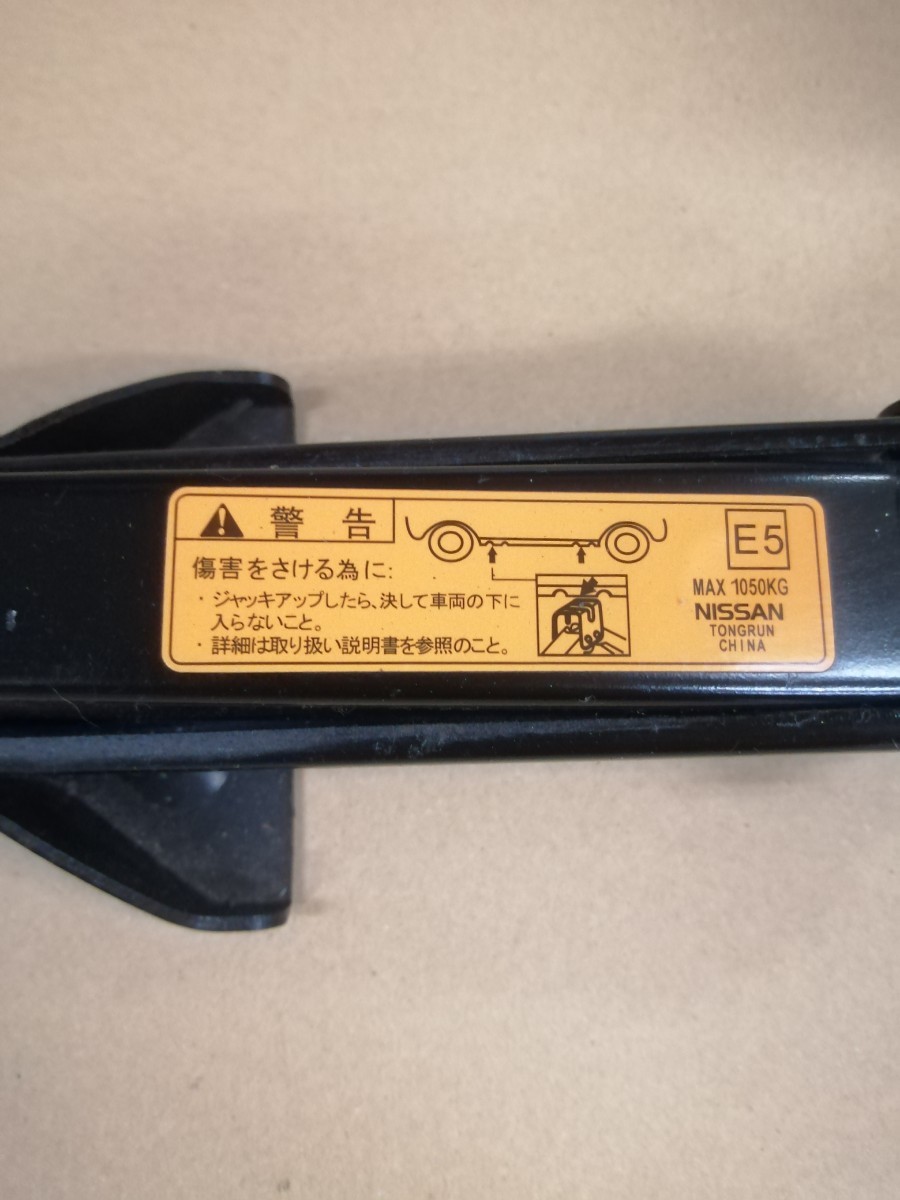 警告
傷害をさける為に:
・ジャッキアップしたら、決して車両の下に
入らないこと。
・詳細は取り扱い説明書を参照のこと。
E5
MAX 1050KG
NISSAN
TONGRUN
CHINA